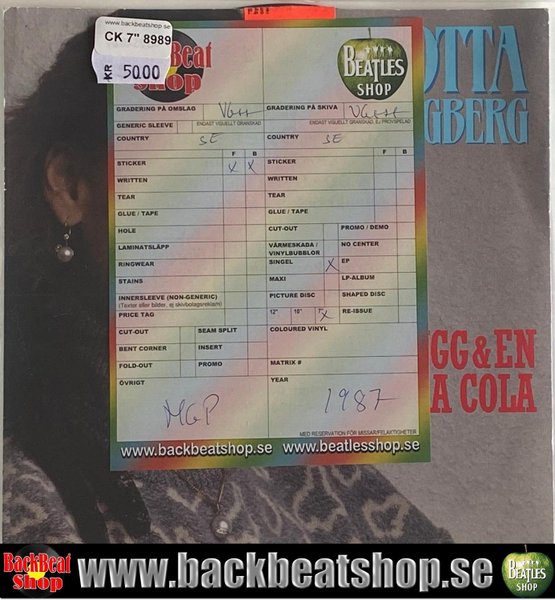 www.backbeatshop.se
CK 7" 8989
KR 50.00
BackBeat Shop
BEATLES
SHOP
OTTA
GBERG
GRADERING PÅ OMSLAG VG++
GRADERING PÅ SKIVA VG++
GENERIC SLEEVE
ENDAST VISUELLT GRANSKAD
ENDAST VISUELLT GRANSKAD, EJ PROVSPELAD
COUNTRY SE
COUNTRY SE
F B
F B
STICKER X X
STICKER
WRITTEN
WRITTEN
TEAR
TEAR
GLUE / TAPE
GLUE / TAPE
HOLE
CUT-OUT
PROMO / DEMO
LAMINATSLÄPP
VÄRMESKADA /
VINYLBUBBLOR
NO CENTER
RINGWEAR
SINGEL X
EP
STAINS
MAXI
LP-ALBUM
INNERSLEEVE (NON-GENERIC)
(Texter eller bilder, ej skivbolagsreklam)
PICTURE DISC
SHAPED DISC
PRICE TAG
12" 10" 7" X
RE-ISSUE
CUT-OUT
SEAM SPLIT
COLOURED VINYL
BENT CORNER
INSERT
FOLD-OUT
PROMO
MATRIX #
ÖVRIGT
YEAR
MGP
1987
MED RESERVATION FÖR MISSAR/FELAKTIGHETER
www.backbeatshop.se www.beatlesshop.se
GG & EN
A COLA
BackBeat
Shop
www.backbeatshop.se
BEATLES
SHOP